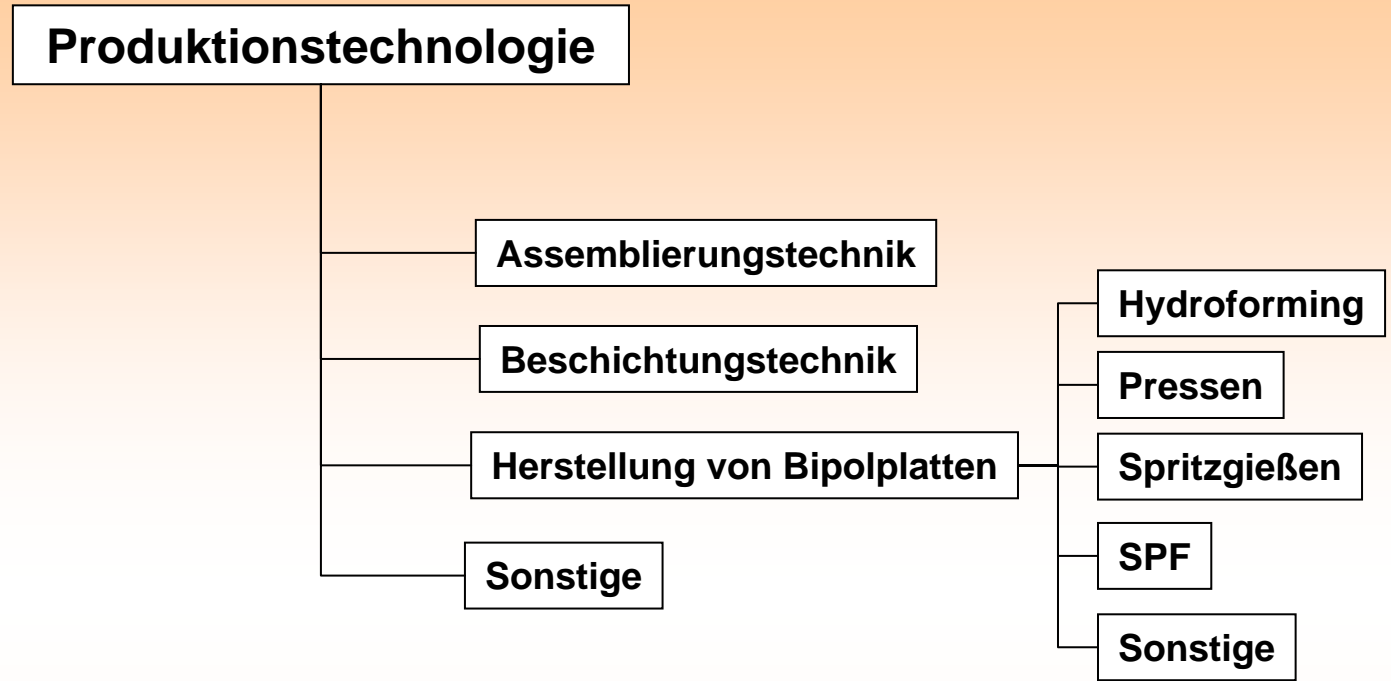 Produktionstechnologie
Assemblierungstechnik
Beschichtungstechnik
Herstellung von Bipolplatten
Sonstige
Hydroforming
Pressen
Spritzgießen
SPF
Sonstige